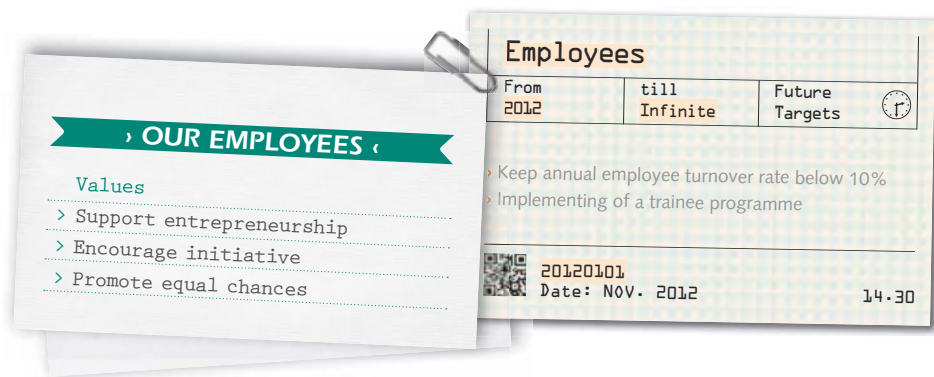 › OUR EMPLOYEES ‹
Values
> Support entrepreneurship
> Encourage initiative
> Promote equal chances
Employees
From
2012
till
Infinite
Future
Targets
› Keep annual employee turnover rate below 10%
› Implementing of a trainee programme
20120101
Date: NOV. 2012
14.30